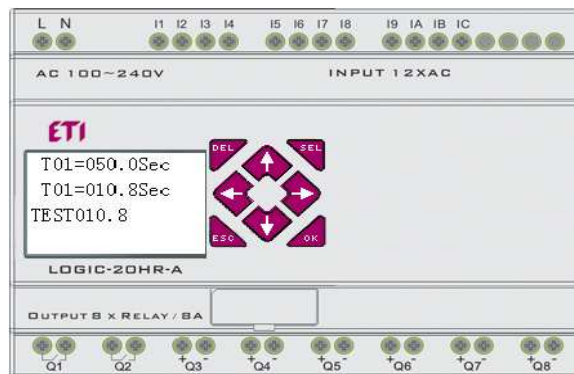 L N I1 I2 I3 I4 I5 I6 I7 I8 I9 IA IB IC
AC 100~240V INPUT 12XAC
ETI
DEL SEL
T01=050.0Sec
T01=010.8Sec
TEST010.8
ESC OK
LOGIC-20HR-A
OUTPUT 8 X RELAY / 8A
+ - + - + - + - + - + -
Q1 Q2 Q3 Q4 Q5 Q6 Q7 Q8